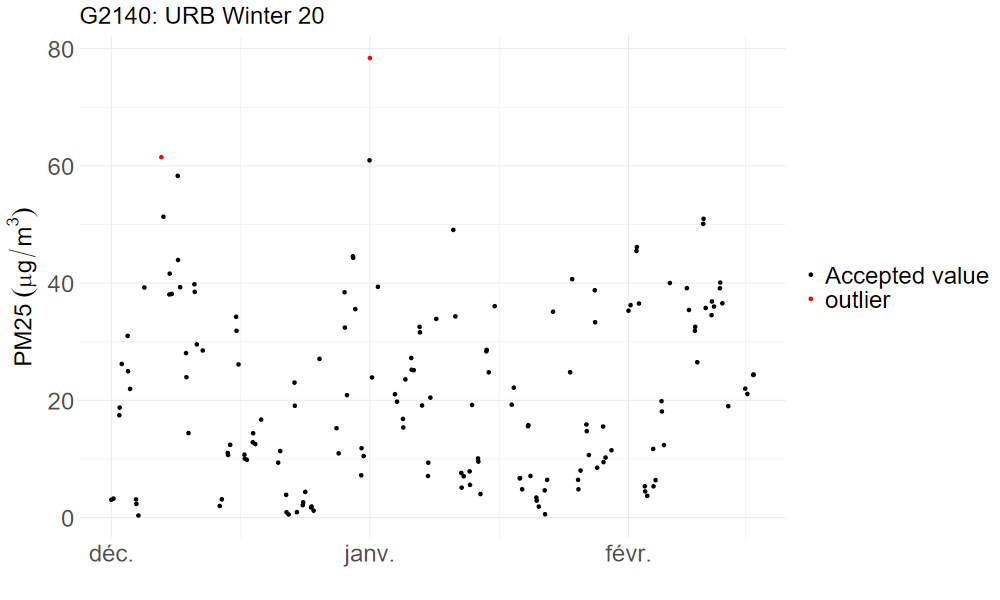 G2140: URB Winter 20
80
60
40
20
0
PM25 (μg/m³)
déc.
janv.
févr.
Accepted value
outlier